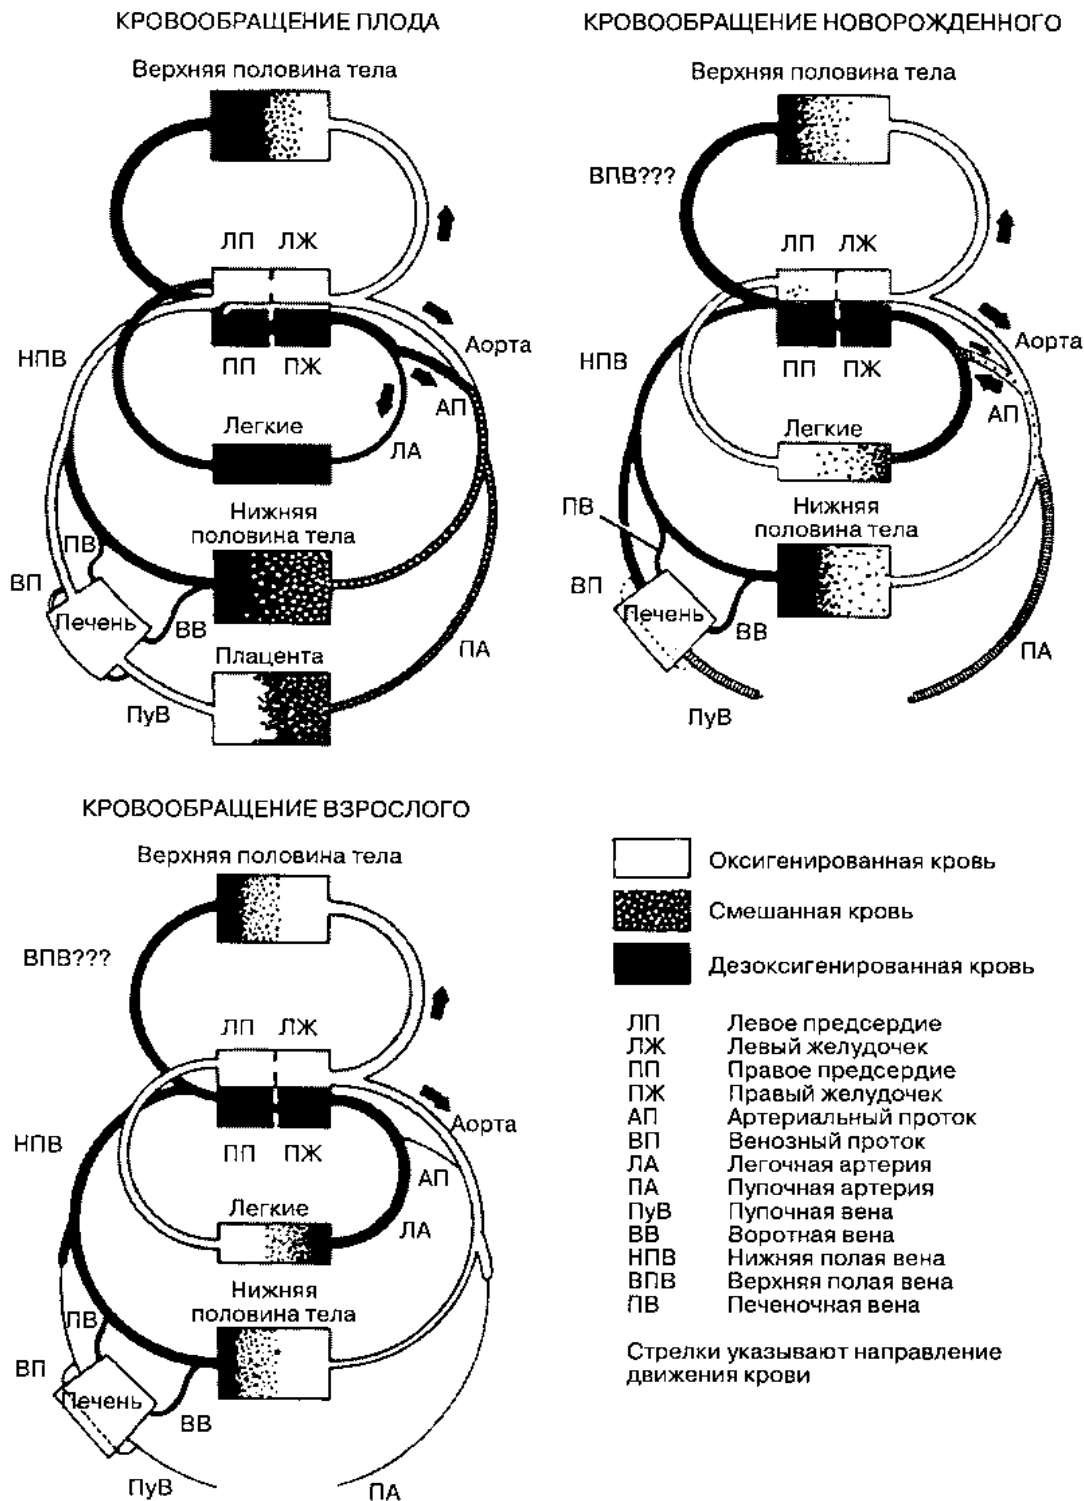 КРОВООБРАЩЕНИЕ ПЛОДА
Верхняя половина тела
ЛП ЛЖ
НПВ
Аорта
ПП ПЖ
АП
Легкие
ЛА
Нижняя
половина тела
ПВ
ВП
Печень
ВВ
Плацента
ПА
ПуВ
КРОВООБРАЩЕНИЕ НОВОРОЖДЕННОГО
Верхняя половина тела
ВПВ???
ЛП ЛЖ
Аорта
НПВ
ПП ПЖ
АП
Легкие
Нижняя
половина тела
ПВ
ВП
Печень
ВВ
ПА
ПуВ
КРОВООБРАЩЕНИЕ ВЗРОСЛОГО
Верхняя половина тела
ВПВ???
ЛП ЛЖ
Аорта
НПВ
ПП ПЖ
АП
Легкие
ЛА
Нижняя
половина тела
ПВ
ВП
Печень
ВВ
ПуВ
ПА
Оксигенированная кровь
Смешанная кровь
Дезоксигенированная кровь
ЛП Левое предсердие
ЛЖ Левый желудочек
ПП Правое предсердие
ПЖ Правый желудочек
АП Артериальный проток
ВП Венозный проток
ЛА Легочная артерия
ПА Пупочная артерия
ПуВ Пупочная вена
ВВ Воротная вена
НПВ Нижняя полая вена
ВПВ Верхняя полая вена
ПВ Печеночная вена
Стрелки указывают направление
движения крови